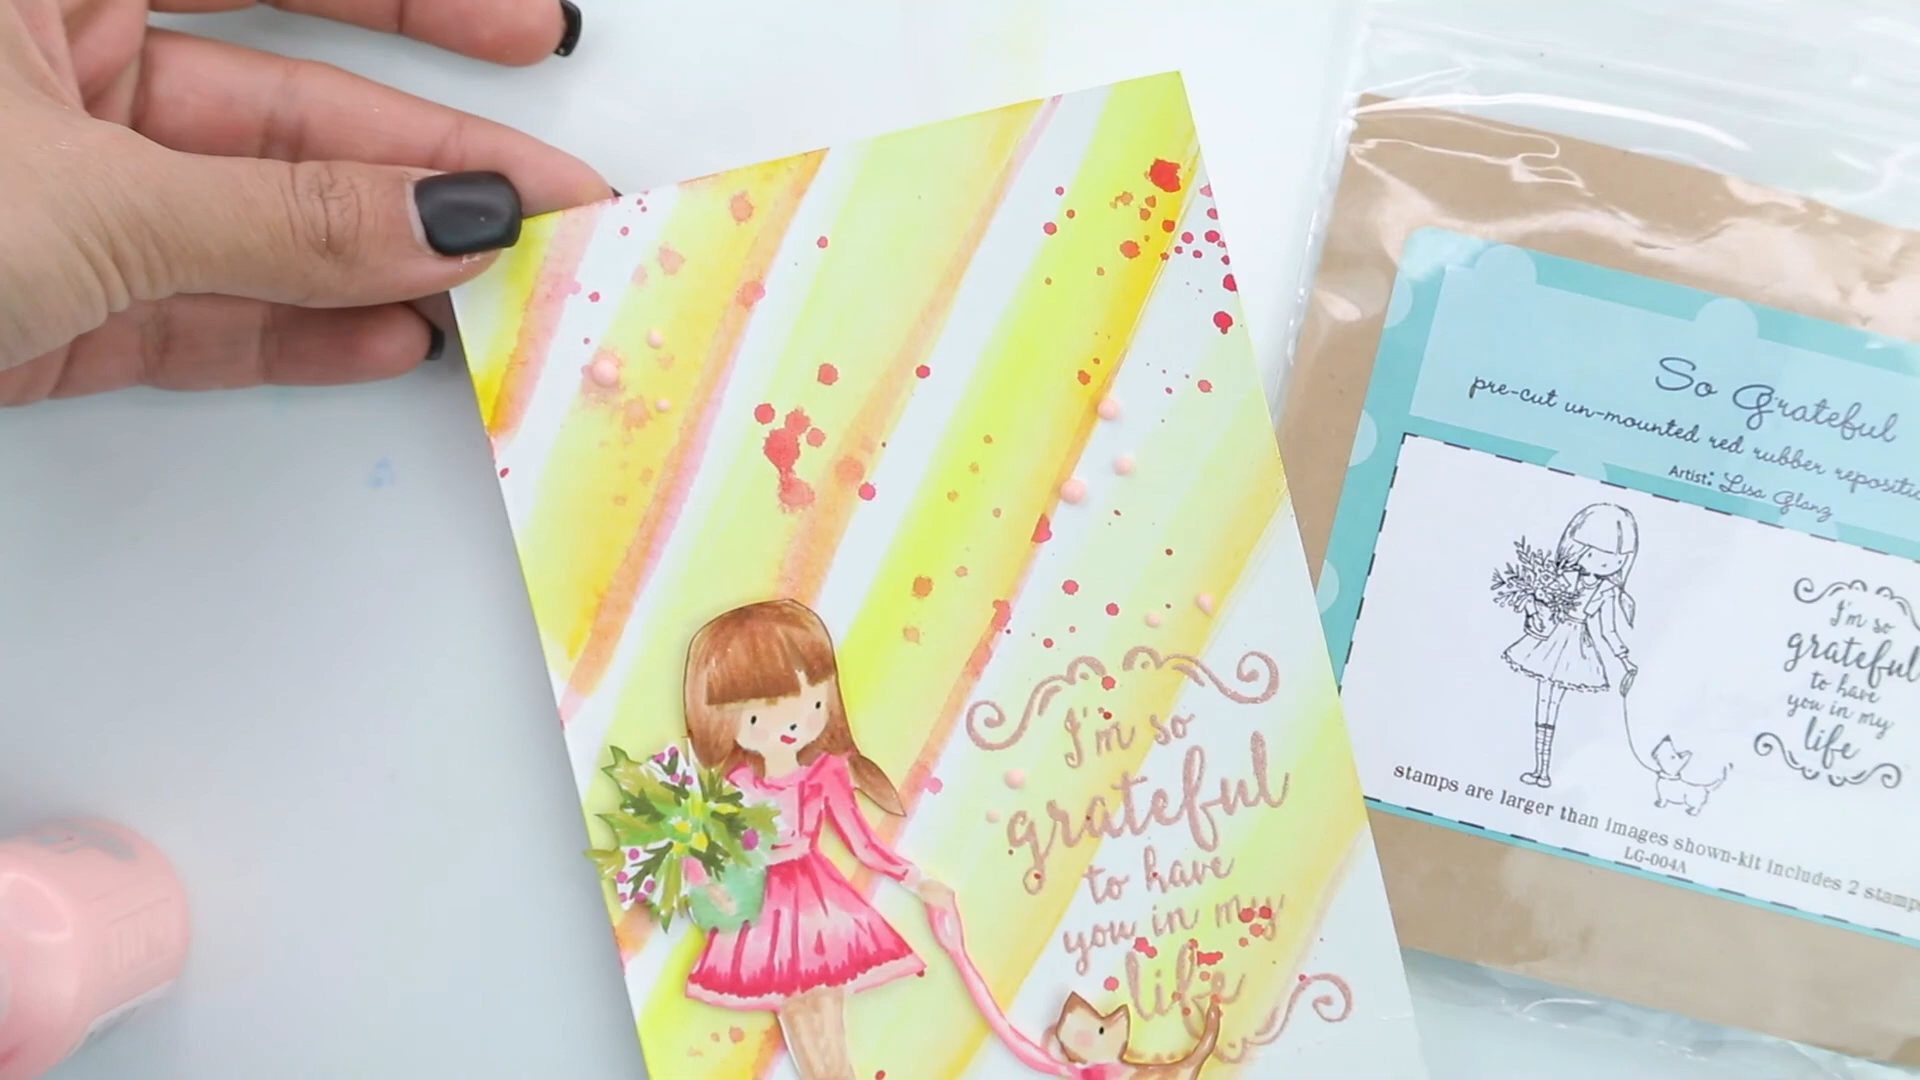 I'm so
grateful
to have
you in my
life
So Grateful
pre-cut un-mounted red rubber
Artist: Lisa Glanz
I'm so
grateful
to have
you in my
life
stamps are larger than images shown-kit includes 2
LG-004A